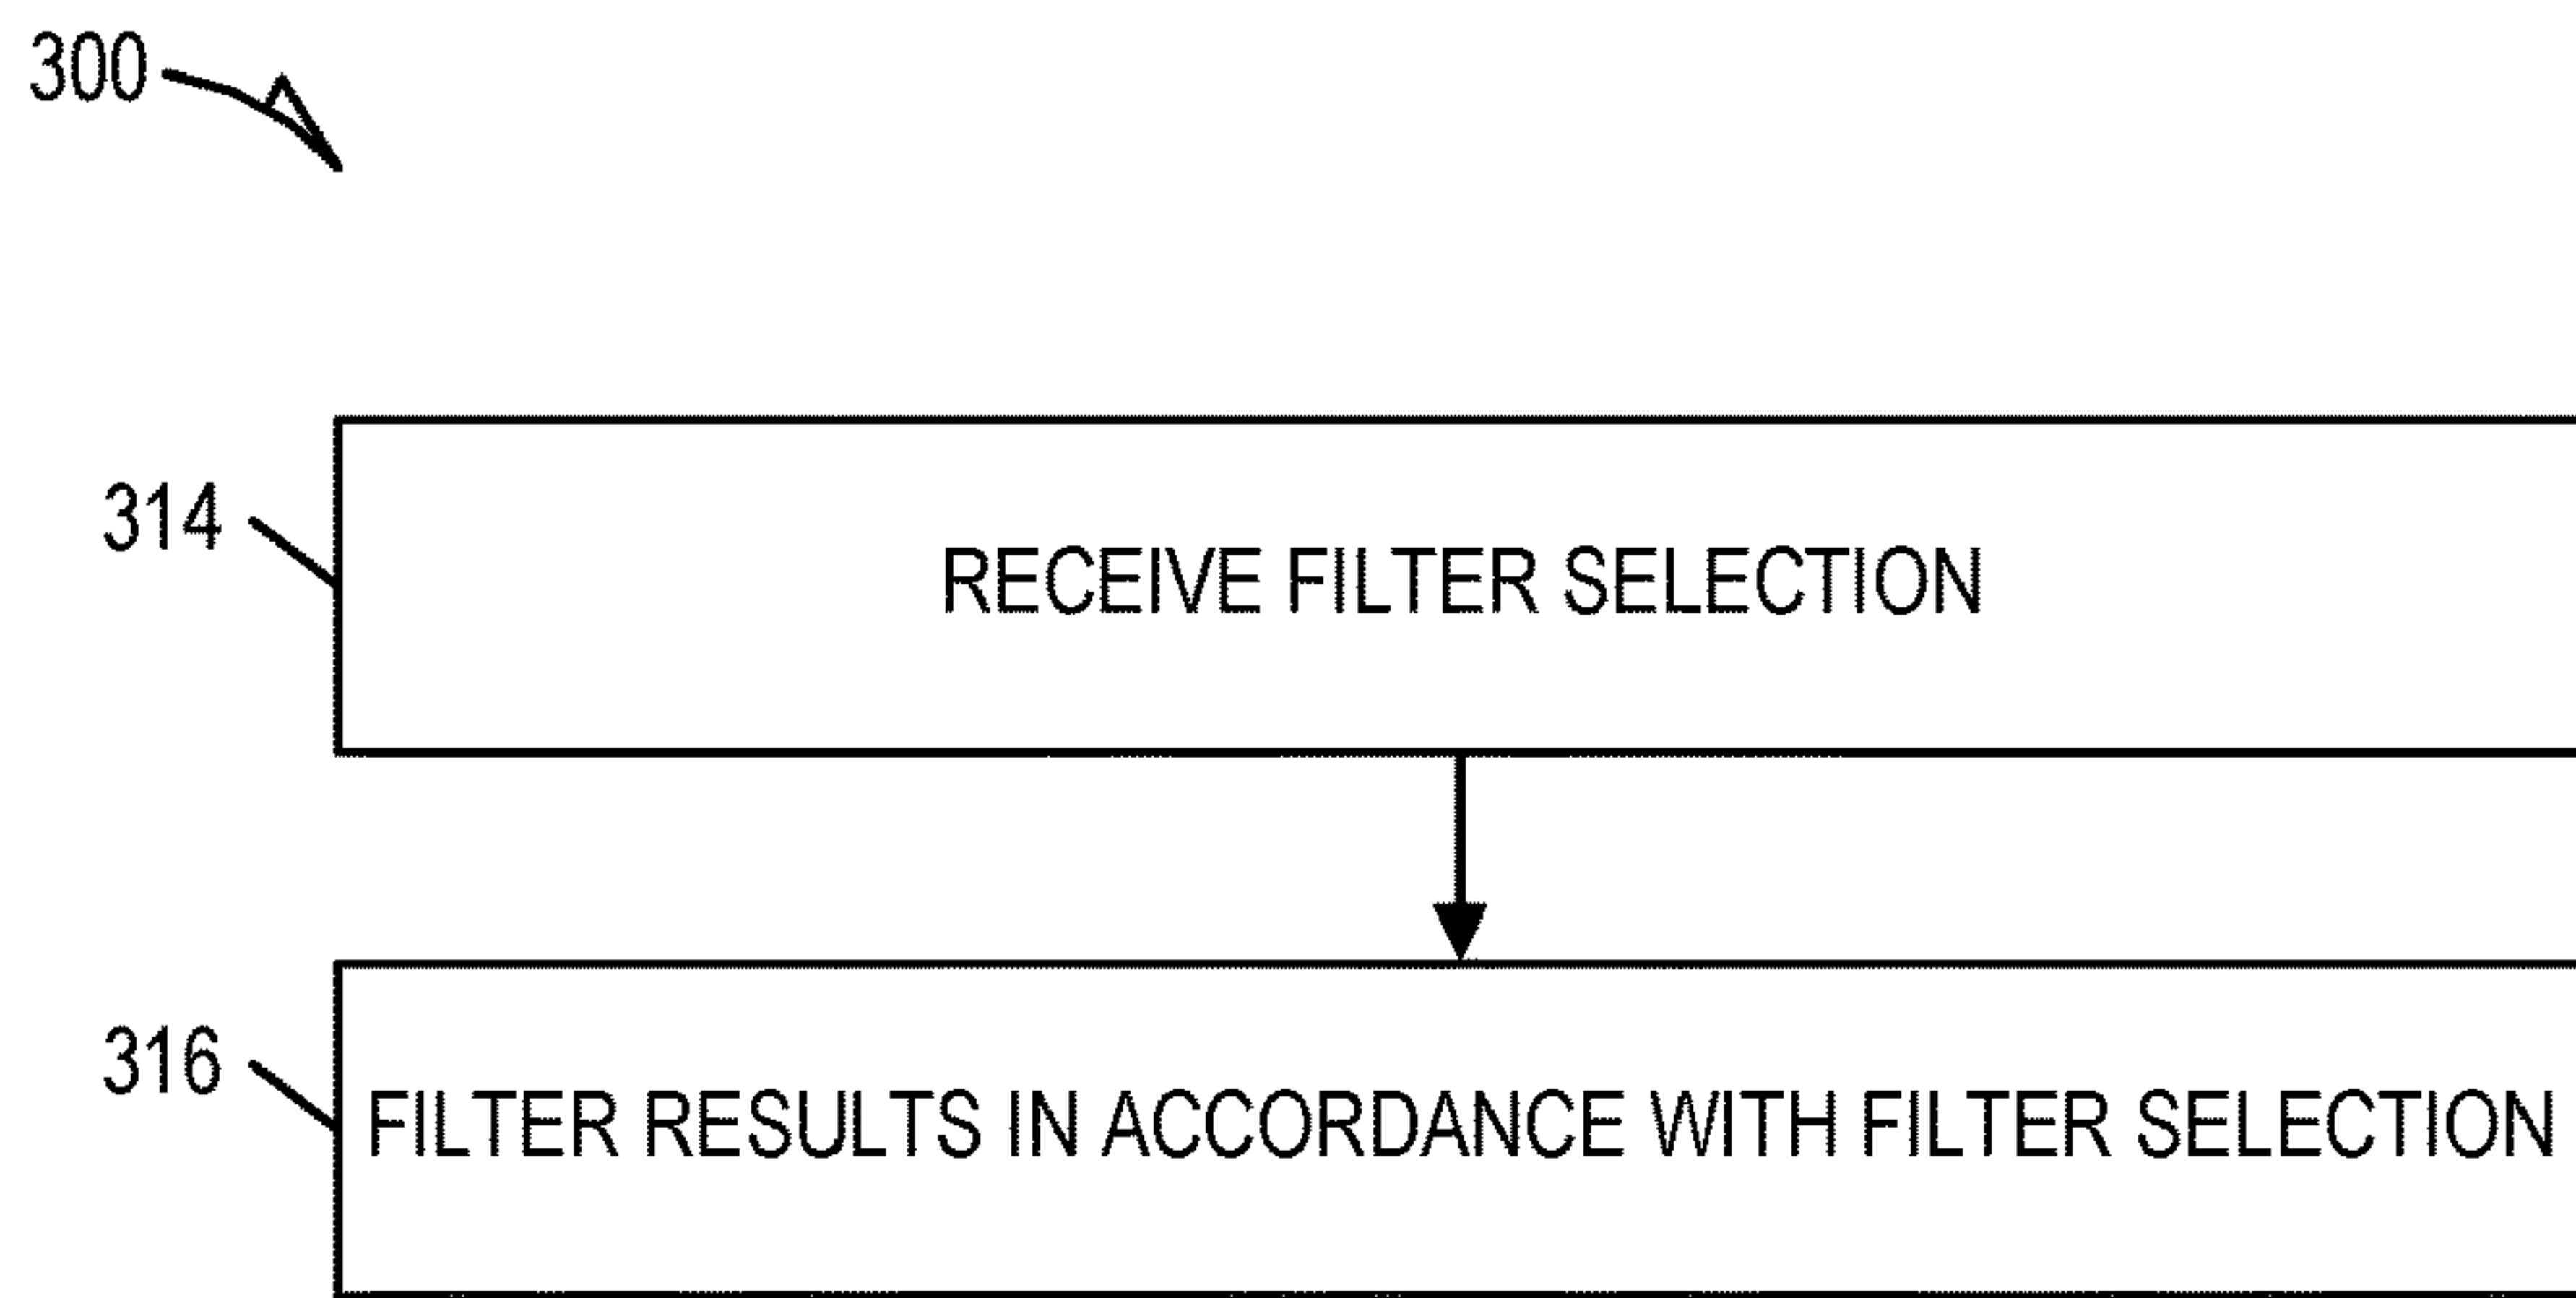 300
314
RECEIVE FILTER SELECTION
316
FILTER RESULTS IN ACCORDANCE WITH FILTER SELECTION